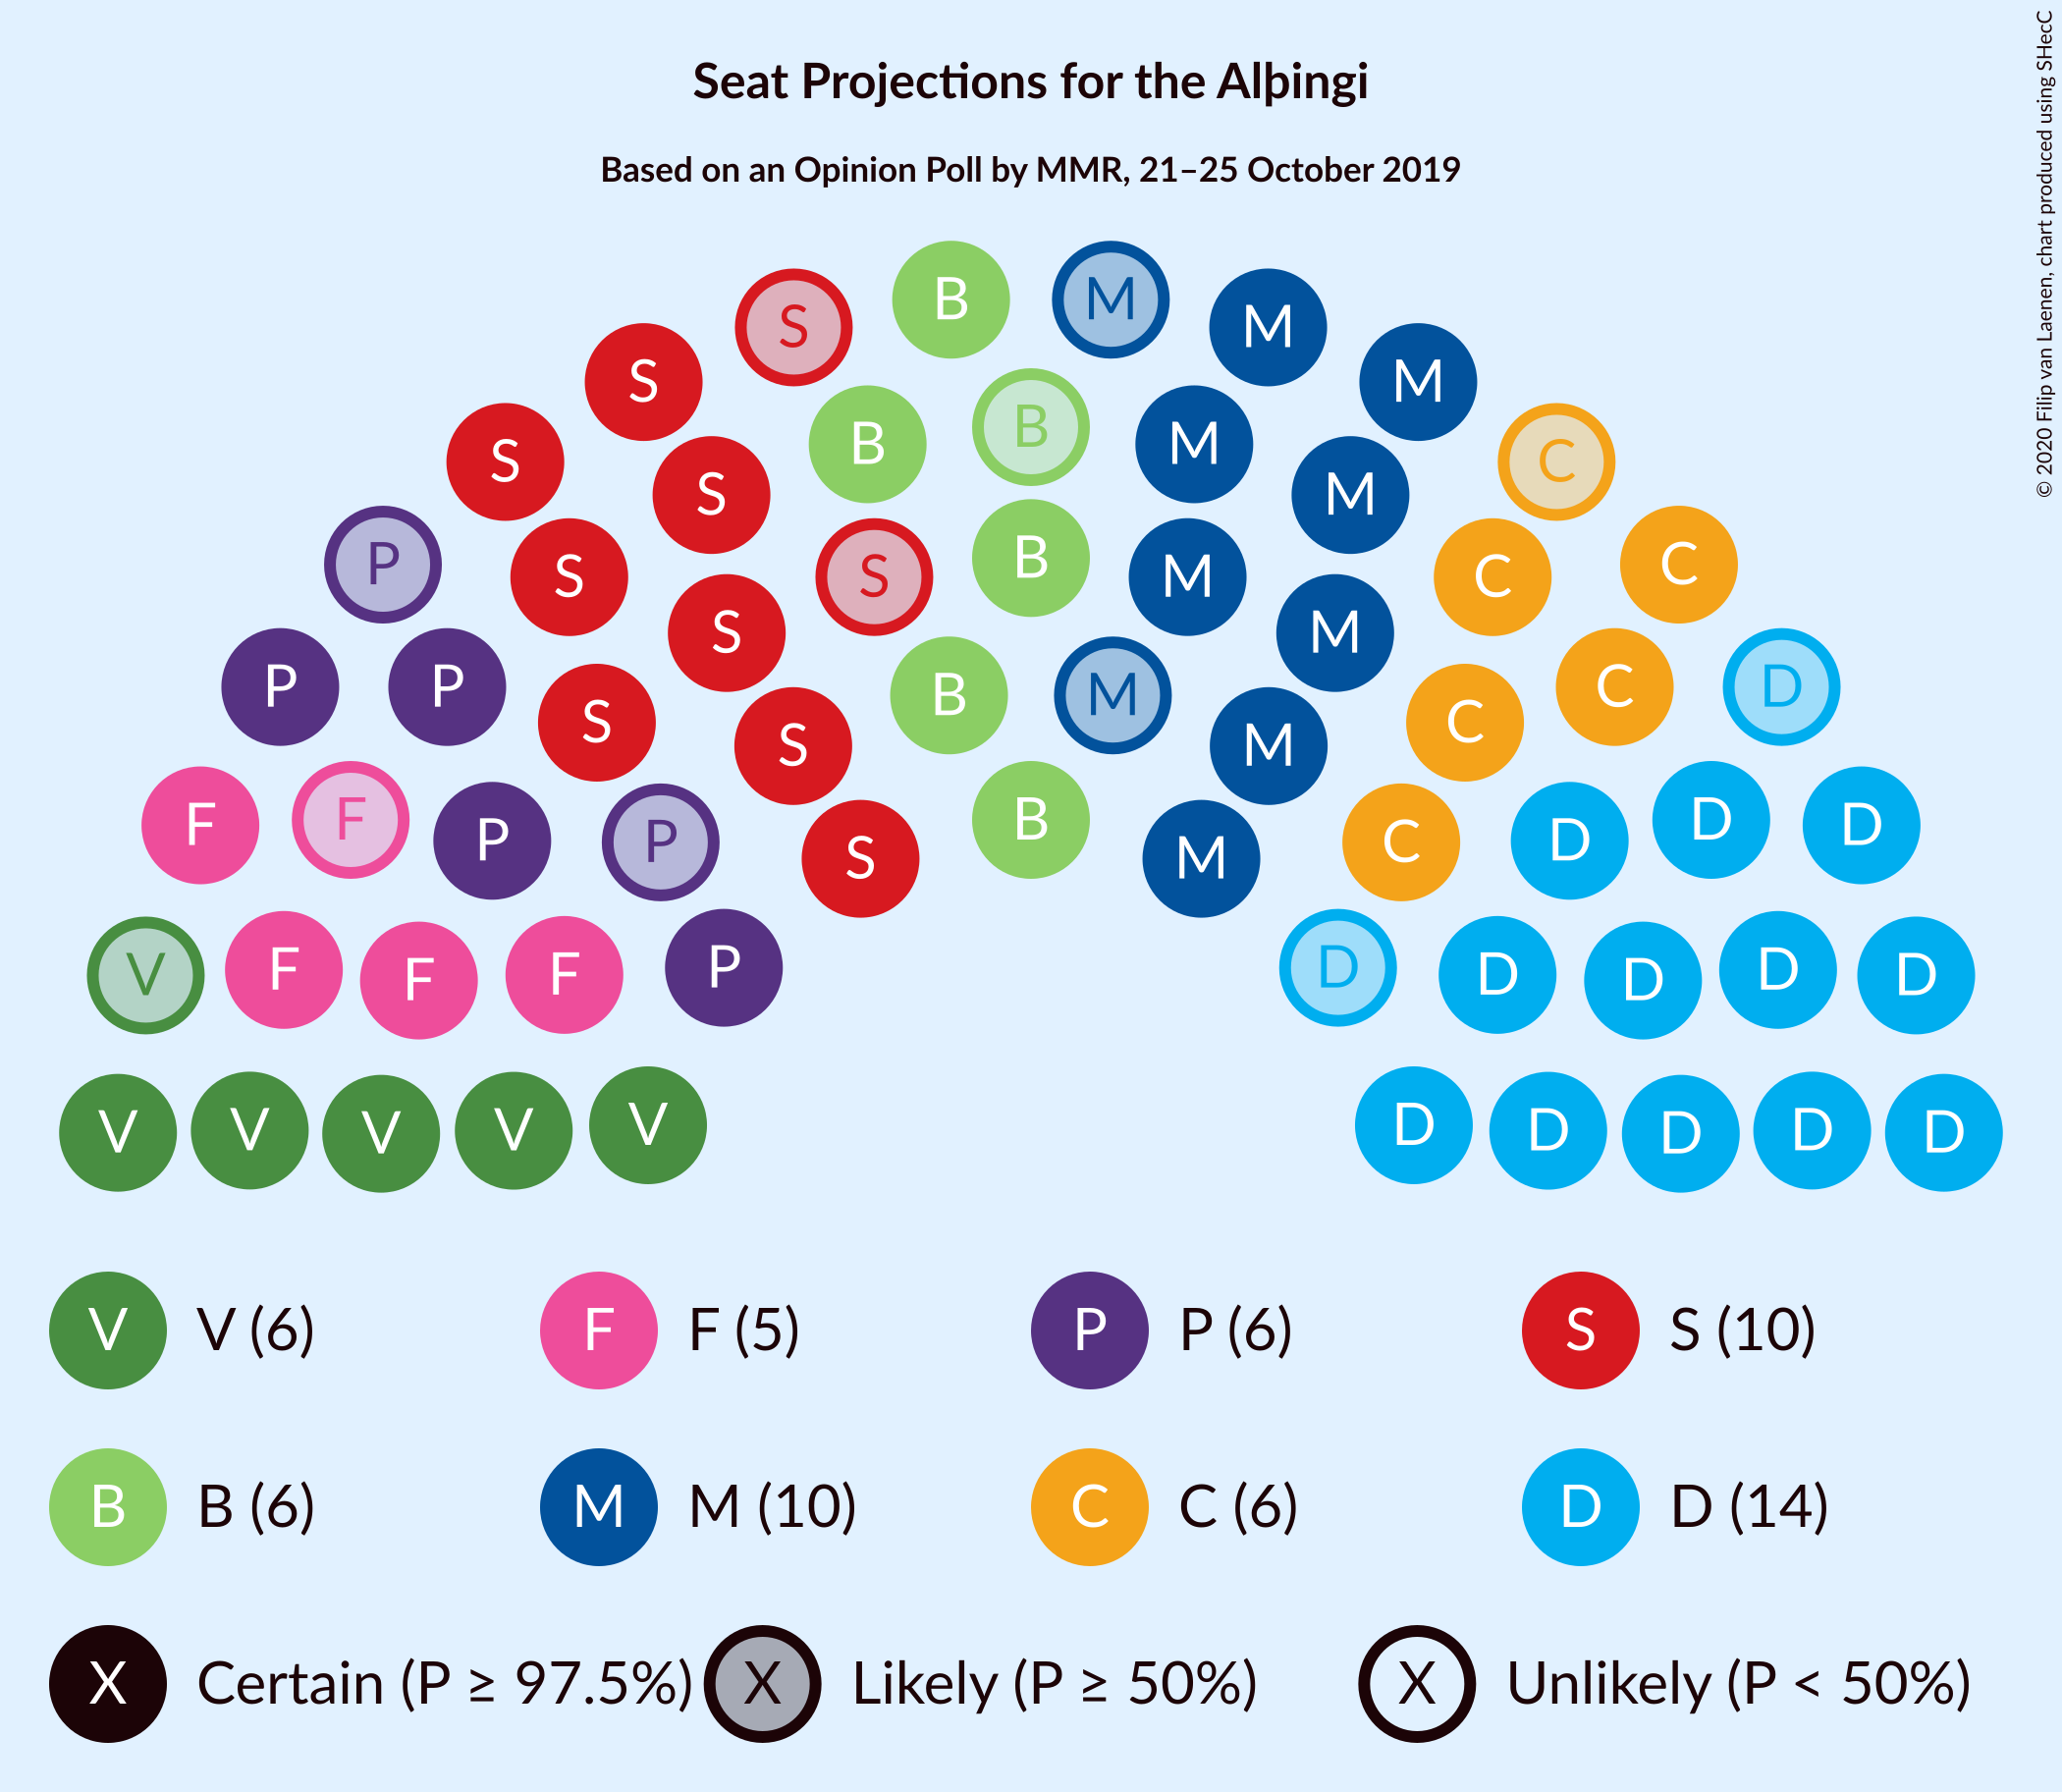 © 2020 Filip van Laenen, chart produced using SHecC
Seat Projections for the Alþingi
Based on an Opinion Poll by MMR, 21–25 October 2019
S B M M
S M
B B M
S C
S M
P S S B M C C
S M
P P B M C D
S S M C
F F P P S B M C D D D
V F F F P D D D D D
V V V V V D D D D D
V V (6)
F F (5)
P P (6)
S S (10)
B B (6)
M M (10)
C C (6)
D D (14)
X Certain (P ≥ 97.5%)
X Likely (P ≥ 50%)
X Unlikely (P < 50%)